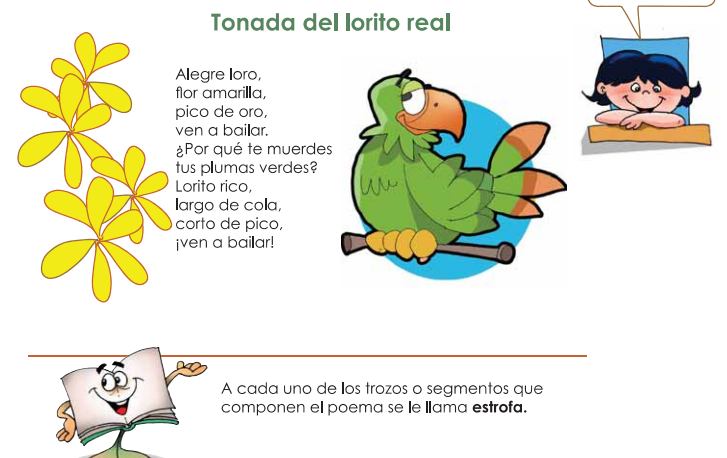 Tonada del lorito real
Alegre loro,
flor amarilla,
pico de oro,
ven a bailar.
¿Por qué te muerdes
tus plumas verdes?
Lorito rico,
largo de cola,
corto de pico,
¡ven a bailar!
A cada uno de los trozos o segmentos que
componen el poema se le llama estrofa.